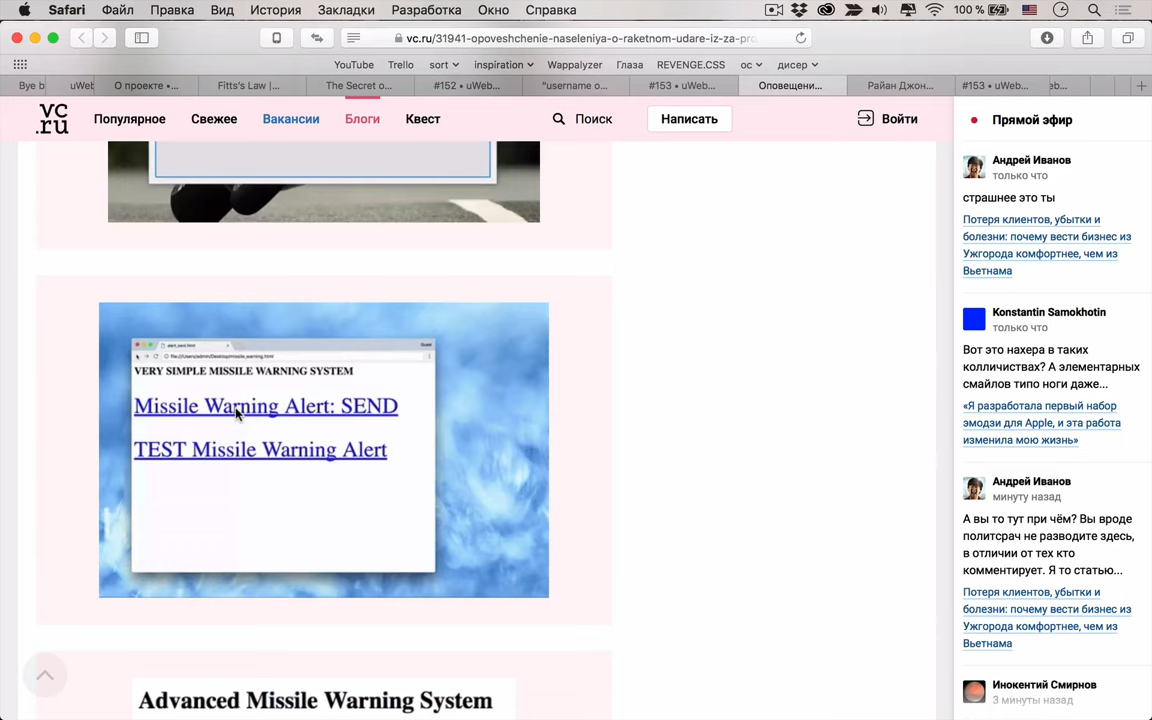 Safari Файл Правка Вид История Закладки Разработка Окно Справка 100 %
vc.ru/31941-opoveshchenie-naseleniya-o-raketnom-udare-iz-za-pro
YouTube Trello sort inspiration Wappalyzer Глаза REVENGE.CSS ос дисер
Bye b uWeb О проекте •... Fitts's Law |... The Secret o... #152 • uWeb... "username o... #153 • uWeb... Оповещени... Райан Джон... #153 • uWeb... eb...
vc.ru Популярное Свежее Вакансии Блоги Квест Поиск Написать Войти
VERY SIMPLE MISSILE WARNING SYSTEM
Missile Warning Alert: SEND
TEST Missile Warning Alert
Advanced Missile Warning System
Прямой эфир
Андрей Иванов
только что
страшнее это ты
Потеря клиентов, убытки и
болезни: почему вести бизнес из
Ужгорода комфортнее, чем из
Вьетнама
Konstantin Samokhotin
только что
Вот это нахера в таких
колличиствах? А элементарных
смайлов типо ноги даже...
«Я разработала первый набор
эмодзи для Apple, и эта работа
изменила мою жизнь»
Андрей Иванов
минуту назад
А вы то тут при чём? Вы вроде
политсрач не разводите здесь,
в отличии от тех кто
комментирует. Я то статью...
Потеря клиентов, убытки и
болезни: почему вести бизнес из
Ужгорода комфортнее, чем из
Вьетнама
Инокентий Смирнов
3 минуты назад